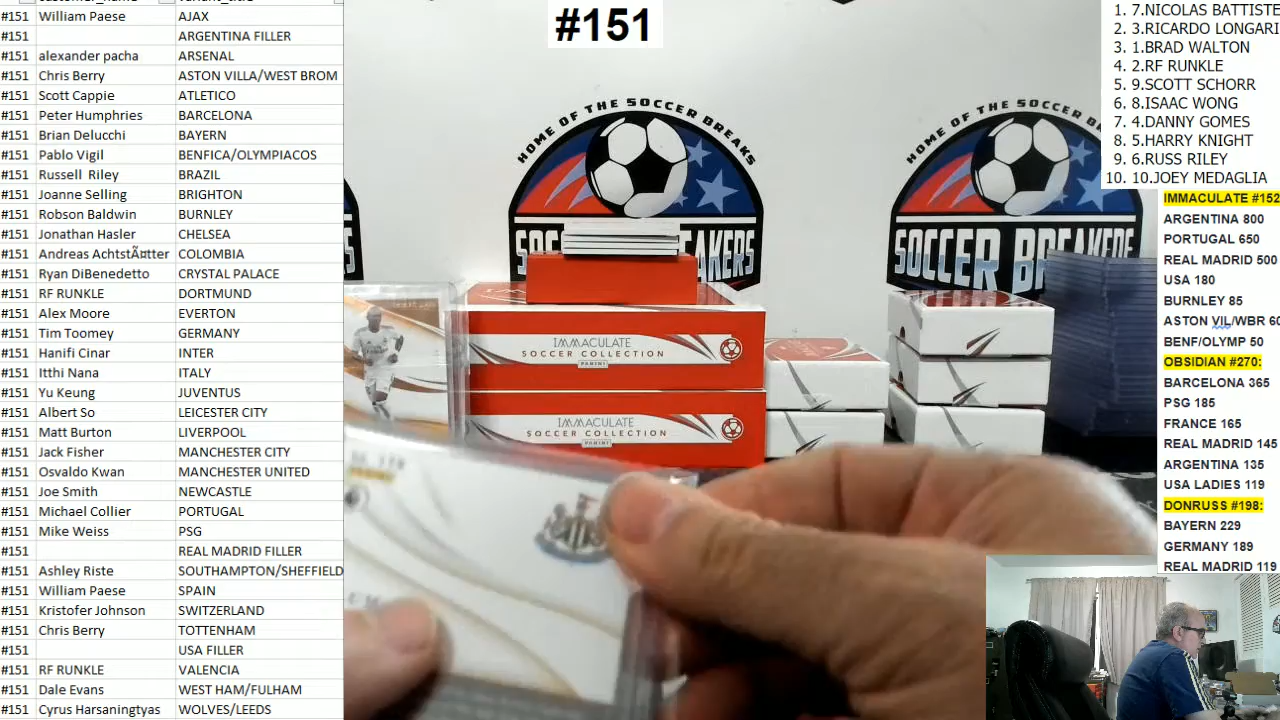 #151
#151 William Paese AJAX
#151 ARGENTINA FILLER
#151 alexander pacha ARSENAL
#151 Chris Berry ASTON VILLA/WEST BROM
#151 Scott Cappie ATLETICO
#151 Peter Humphries BARCELONA
#151 Brian Delucchi BAYERN
#151 Pablo Vigil BENFICA/OLYMPIACOS
#151 Russell Riley BRAZIL
#151 Joanne Selling BRIGHTON
#151 Robson Baldwin BURNLEY
#151 Jonathan Hasler CHELSEA
#151 Andreas AchtstÃ¤tter COLOMBIA
#151 Ryan DiBenedetto CRYSTAL PALACE
#151 RF RUNKLE DORTMUND
#151 Alex Moore EVERTON
#151 Tim Toomey GERMANY
#151 Hanifi Cinar INTER
#151 Itthi Nana ITALY
#151 Yu Keung JUVENTUS
#151 Albert So LEICESTER CITY
#151 Matt Burton LIVERPOOL
#151 Jack Fisher MANCHESTER CITY
#151 Osvaldo Kwan MANCHESTER UNITED
#151 Joe Smith NEWCASTLE
#151 Michael Collier PORTUGAL
#151 Mike Weiss PSG
#151 REAL MADRID FILLER
#151 Ashley Riste SOUTHAMPTON/SHEFFIELD
#151 William Paese SPAIN
#151 Kristofer Johnson SWITZERLAND
#151 Chris Berry TOTTENHAM
#151 USA FILLER
#151 RF RUNKLE VALENCIA
#151 Dale Evans WEST HAM/FULHAM
#151 Cyrus Harsaningtyas WOLVES/LEEDS
HOME OF THE SOCCER BREAKS
HOME OF THE SOCCER
SOCCER BREAKERS
IMMACULATE
SOCCER COLLECTION
PANINI
IMMACULATE
SOCCER COLLECTION
PANINI
1. 7.NICOLAS BATTISTE
2. 3.RICARDO LONGARI
3. 1.BRAD WALTON
4. 2.RF RUNKLE
5. 9.SCOTT SCHORR
6. 8.ISAAC WONG
7. 4.DANNY GOMES
8. 5.HARRY KNIGHT
9. 6.RUSS RILEY
10. 10.JOEY MEDAGLIA
IMMACULATE #152
ARGENTINA 800
PORTUGAL 650
REAL MADRID 500
USA 180
BURNLEY 85
ASTON VIL/WBR 60
BENF/OLYMP 50
OBSIDIAN #270:
BARCELONA 365
PSG 185
FRANCE 165
REAL MADRID 145
ARGENTINA 135
USA LADIES 119
DONRUSS #198:
BAYERN 229
GERMANY 189
REAL MADRID 119